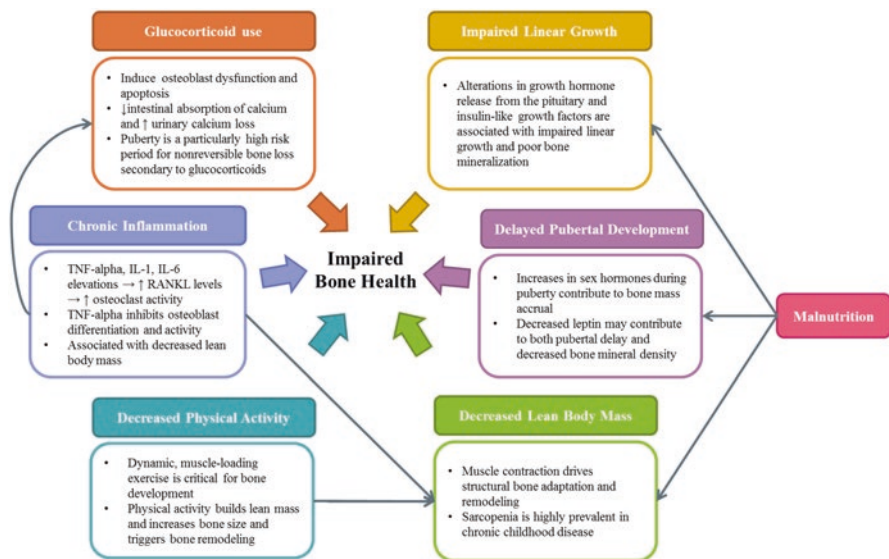 Glucocorticoid use
• Induce osteoblast dysfunction and
apoptosis
• ↓intestinal absorption of calcium
and ↑ urinary calcium loss
• Puberty is a particularly high risk
period for nonreversible bone loss
secondary to glucocorticoids
Impaired Linear Growth
• Alterations in growth hormone
release from the pituitary and
insulin-like growth factors are
associated with impaired linear
growth and poor bone
mineralization
Chronic Inflammation
• TNF-alpha, IL-1, IL-6
elevations → ↑ RANKL levels
→ ↑ osteoclast activity
• TNF-alpha inhibits osteoblast
differentiation and activity
• Associated with decreased lean
body mass
Impaired
Bone Health
Delayed Pubertal Development
• Increases in sex hormones during
puberty contribute to bone mass
accrual
• Decreased leptin may contribute
to both pubertal delay and
decreased bone mineral density
Malnutrition
Decreased Physical Activity
• Dynamic, muscle-loading
exercise is critical for bone
development
• Physical activity builds lean mass
and increases bone size and
triggers bone remodeling
Decreased Lean Body Mass
• Muscle contraction drives
structural bone adaptation and
remodeling
• Sarcopenia is highly prevalent in
chronic childhood disease